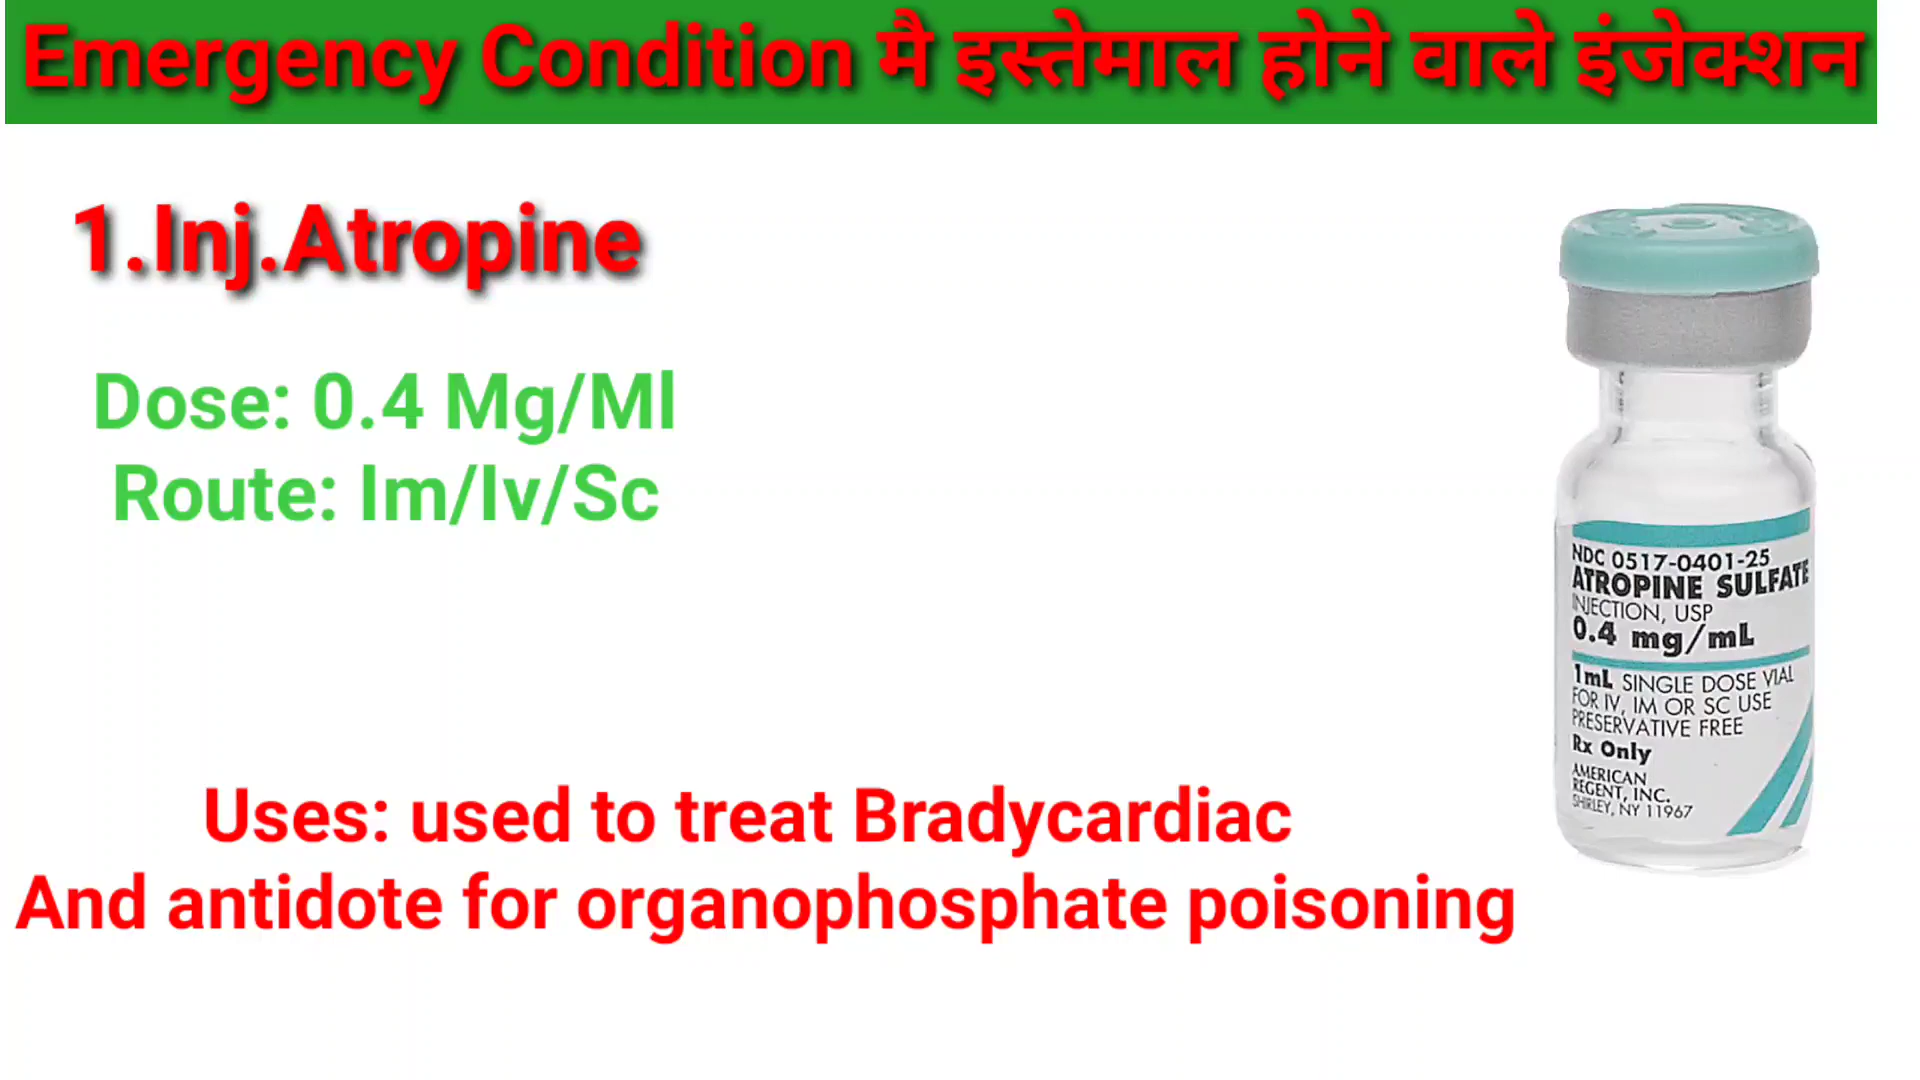 Emergency Condition मै इस्तेमाल होने वाले इंजेक्शन
1.Inj.Atropine
Dose: 0.4 Mg/Ml
Route: Im/Iv/Sc
Uses: used to treat Bradycardiac
And antidote for organophosphate poisoning
NDC 0517-0401-25
ATROPINE SULFATE
INJECTION, USP
0.4 mg/mL
1mL SINGLE DOSE VIAL
FOR IV, IM OR SC USE
PRESERVATIVE FREE
Rx Only
AMERICAN
REGENT, INC.
SHIRLEY, NY 11967